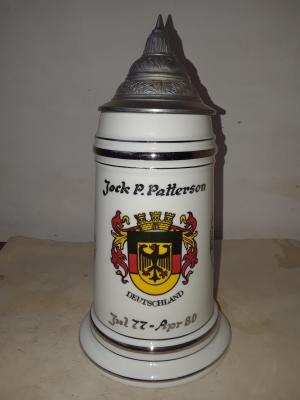 Jock P. Patterson
DEUTSCHLAND
Jul 77 - Apr 80